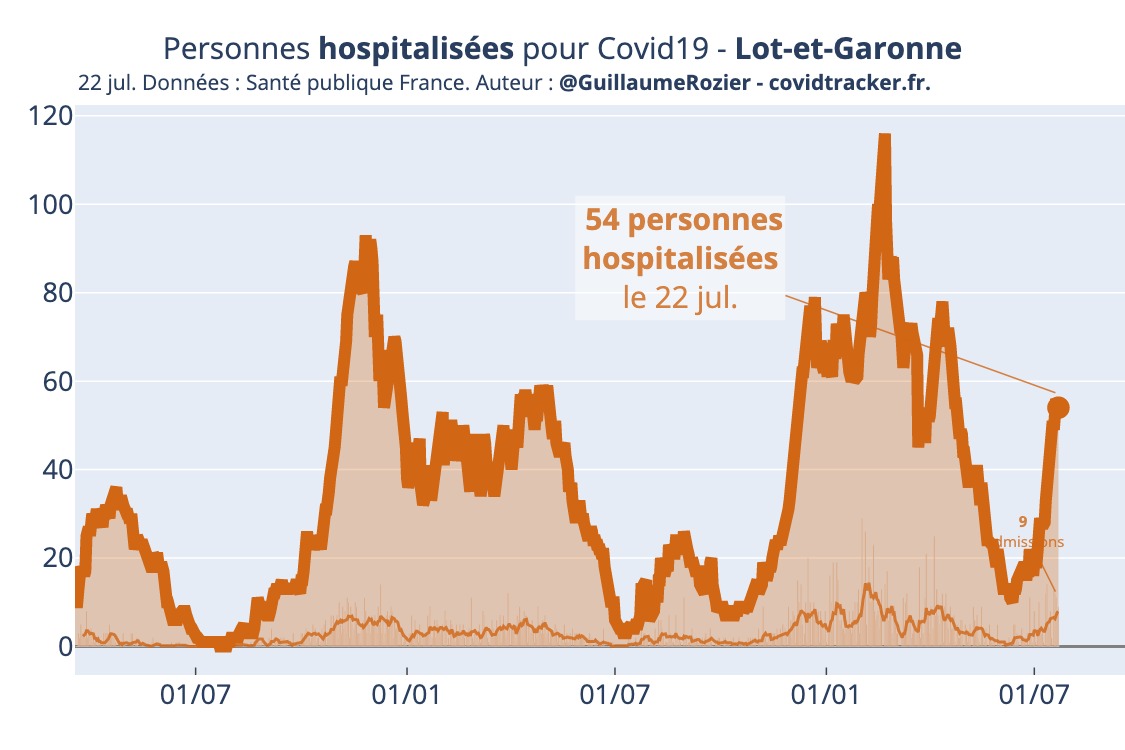 Personnes hospitalisées pour Covid19 - Lot-et-Garonne
22 jul. Données : Santé publique France. Auteur : @GuillaumeRozier - covidtracker.fr.
120
100
54 personnes
hospitalisées
le 22 jul.
80
60
40
9
20
0
01/07
01/01
01/07
01/01
01/07